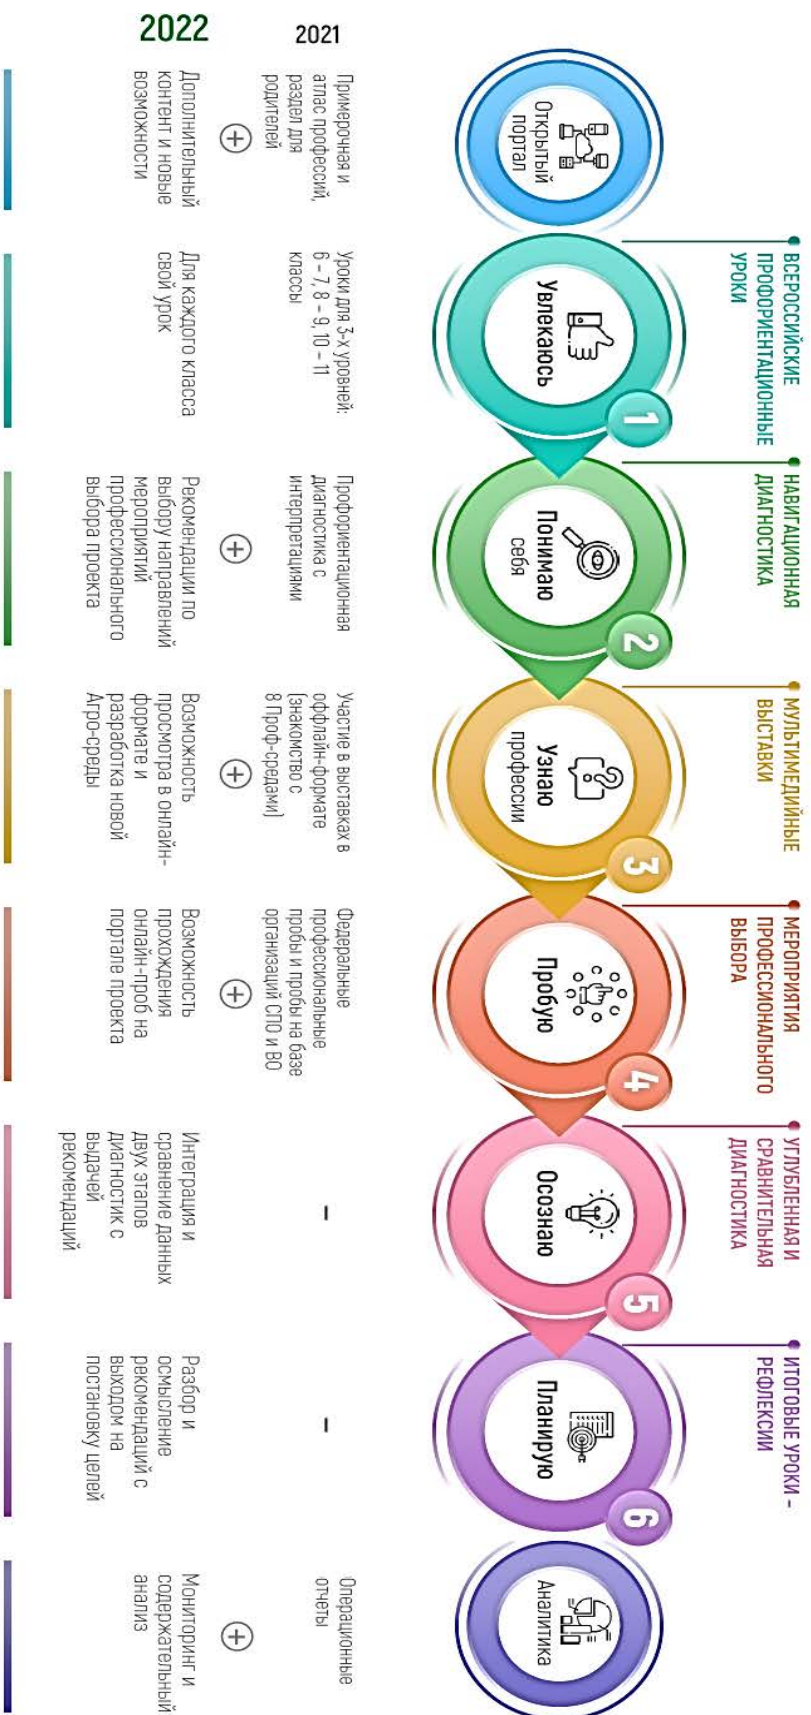 ВСЕРОССИЙСКИЕ
ПРОФОРИЕНТАЦИОННЫЕ
УРОКИ
НАВИГАЦИОННАЯ
ДИАГНОСТИКА
МУЛЬТИМЕДИЙНЫЕ
ВЫСТАВКИ
МЕРОПРИЯТИЯ
ПРОФЕССИОНАЛЬНОГО
ВЫБОРА
УГЛУБЛЕННАЯ И
СРАВНИТЕЛЬНАЯ
ДИАГНОСТИКА
ИТОГОВЫЕ УРОКИ –
РЕФЛЕКСИИ
Открытый
портал
Увлекаюсь
1
Понимаю
себя
2
Узнаю
профессии
3
Пробую
4
Осознаю
5
Планирую
6
Аналитика
2021
Примерочная и
атлас профессий,
раздел для
родителей
Уроки для 3-х уровней:
6 – 7, 8 – 9, 10 – 11
классы
Профориентационная
диагностика с
интерпретациями
Участие в выставках в
оффлайн-формате
(знакомство с
8 Проф-средами)
Федеральные
профессиональные
пробы и пробы на базе
организаций СПО и ВО
–
–
Операционные
отчеты
+
+
+
+
+
2022
Дополнительный
контент и новые
возможности
Для каждого класса
свой урок
Рекомендации по
выбору направлений
мероприятий
профессионального
выбора проекта
Возможность
просмотра в онлайн-
формате и
разработка новой
Агро-среды
Возможность
прохождения
онлайн-проб на
портале проекта
Интеграция и
сравнение данных
двух этапов
диагностик с
выдачей
рекомендаций
Разбор и
осмысление
рекомендаций с
выходом на
постановку целей
Мониторинг и
содержательный
анализ